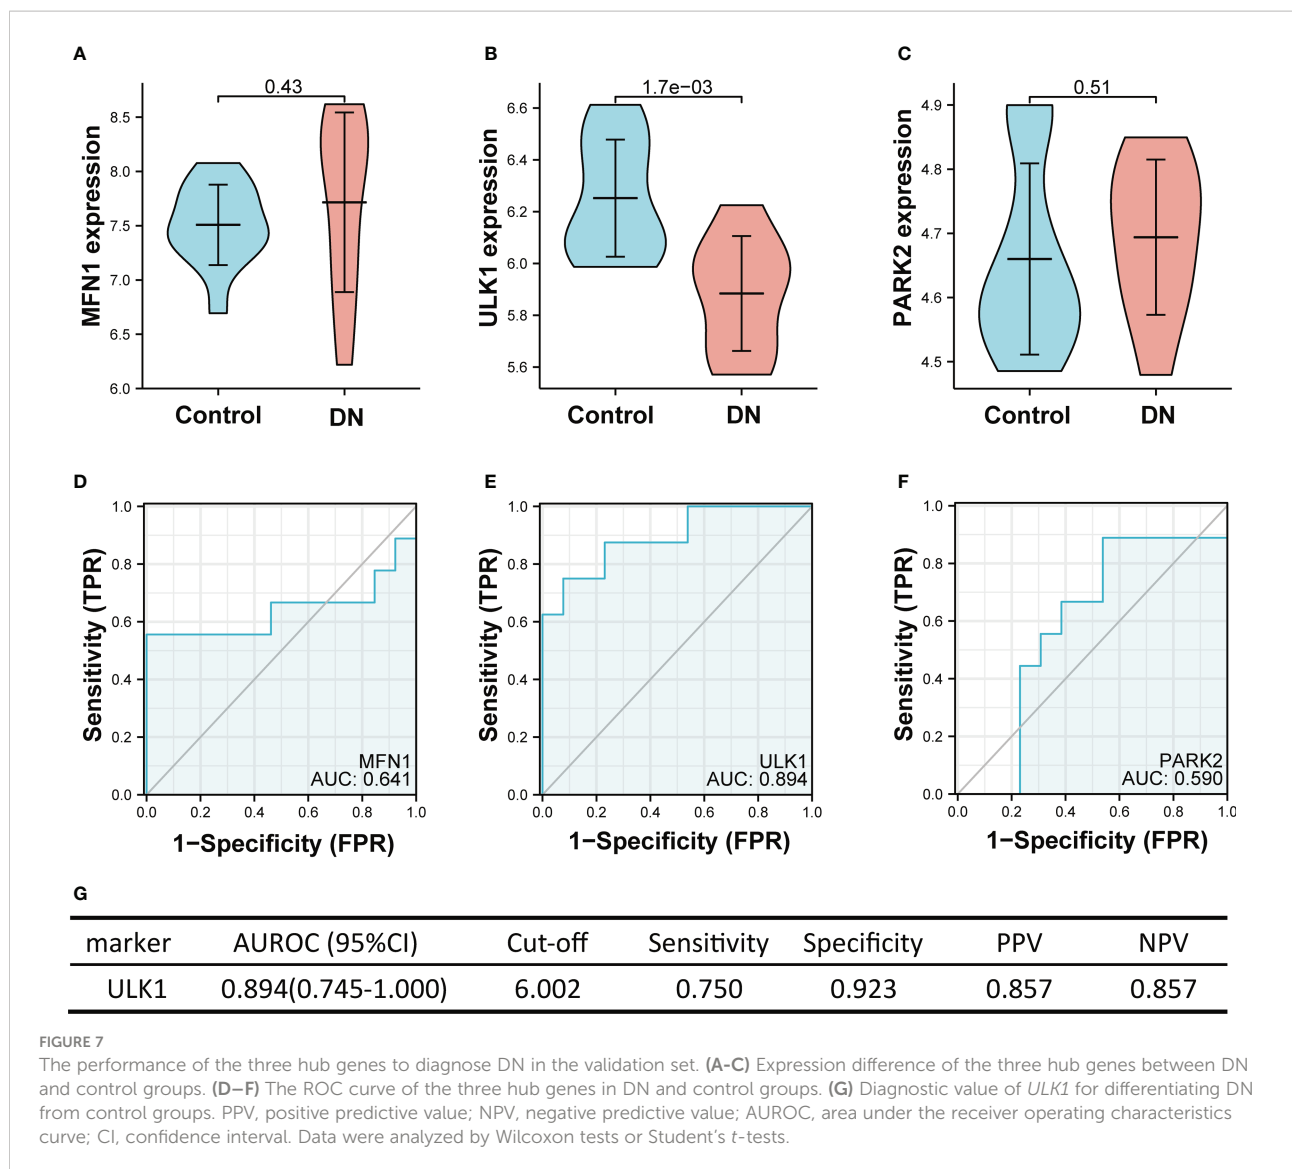 A
B
C
0.43
1.7e−03
0.51
MFN1 expression
8.5
8.0
7.5
7.0
6.5
6.0
Control
DN
ULK1 expression
6.6
6.4
6.2
6.0
5.8
5.6
Control
DN
PARK2 expression
4.9
4.8
4.7
4.6
4.5
Control
DN
D
E
F
Sensitivity (TPR)
1.0
0.8
0.6
0.4
0.2
0.0
MFN1
AUC: 0.641
0.0 0.2 0.4 0.6 0.8 1.0
1−Specificity (FPR)
Sensitivity (TPR)
1.0
0.8
0.6
0.4
0.2
0.0
ULK1
AUC: 0.894
0.0 0.2 0.4 0.6 0.8 1.0
1−Specificity (FPR)
Sensitivity (TPR)
1.0
0.8
0.6
0.4
0.2
0.0
PARK2
AUC: 0.590
0.0 0.2 0.4 0.6 0.8 1.0
1−Specificity (FPR)
G
marker AUROC (95%CI) Cut-off Sensitivity Specificity PPV NPV
ULK1 0.894(0.745-1.000) 6.002 0.750 0.923 0.857 0.857
FIGURE 7
The performance of the three hub genes to diagnose DN in the validation set. (A-C) Expression difference of the three hub genes between DN
and control groups. (D–F) The ROC curve of the three hub genes in DN and control groups. (G) Diagnostic value of ULK1 for differentiating DN
from control groups. PPV, positive predictive value; NPV, negative predictive value; AUROC, area under the receiver operating characteristics
curve; CI, confidence interval. Data were analyzed by Wilcoxon tests or Student's t-tests.